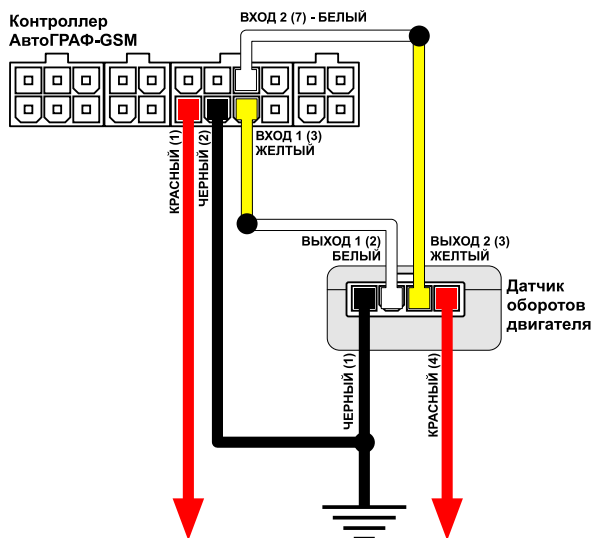 Контроллер
АвтоГРАФ-GSM
ВХОД 2 (7) - БЕЛЫЙ
КРАСНЫЙ (1)
ЧЕРНЫЙ (2)
ВХОД 1 (3)
ЖЕЛТЫЙ
ВЫХОД 1 (2)
БЕЛЫЙ
ВЫХОД 2 (3)
ЖЕЛТЫЙ
Датчик
оборотов
двигателя
ЧЕРНЫЙ (1)
КРАСНЫЙ (4)